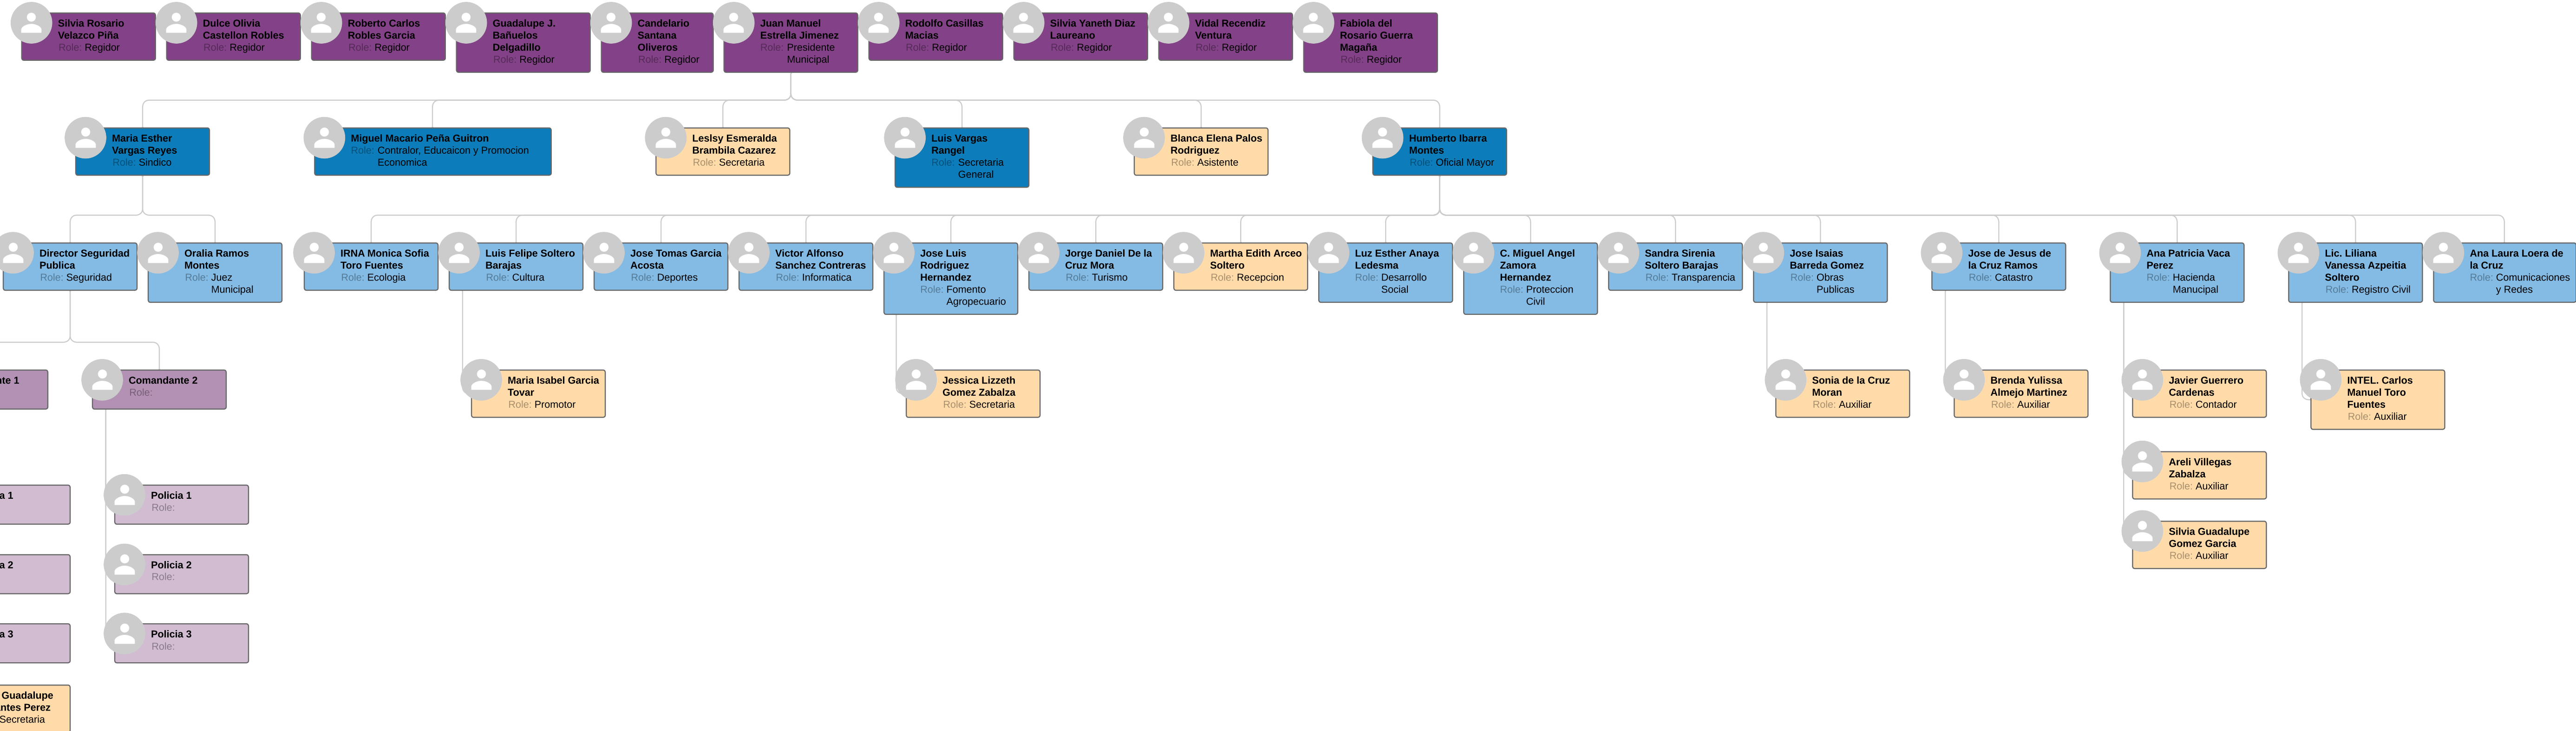 Silvia Rosario
Velazco Piña
Role: Regidor
Dulce Olivia
Castellon Robles
Role: Regidor
Roberto Carlos
Robles Garcia
Role: Regidor
Guadalupe J.
Bañuelos
Delgadillo
Role: Regidor
Candelario
Santana
Oliveros
Role: Regidor
Juan Manuel
Estrella Jimenez
Role: Presidente
Municipal
Rodolfo Casillas
Macias
Role: Regidor
Silvia Yaneth Diaz
Laureano
Role: Regidor
Vidal Recendiz
Ventura
Role: Regidor
Fabiola del
Rosario Guerra
Magaña
Role: Regidor
Maria Esther
Vargas Reyes
Role: Sindico
Miguel Macario Peña Guitron
Role: Contralor, Educaicon y Promocion
Economica
Leslsy Esmeralda
Brambila Cazarez
Role: Secretaria
Luis Vargas
Rangel
Role: Secretaria
General
Blanca Elena Palos
Rodriguez
Role: Asistente
Humberto Ibarra
Montes
Role: Oficial Mayor
Director Seguridad
Publica
Role: Seguridad
Oralia Ramos
Montes
Role: Juez
Municipal
IRNA Monica Sofia
Toro Fuentes
Role: Ecologia
Luis Felipe Soltero
Barajas
Role: Cultura
Jose Tomas Garcia
Acosta
Role: Deportes
Victor Alfonso
Sanchez Contreras
Role: Informatica
Jose Luis
Rodriguez
Hernandez
Role: Fomento
Agropecuario
Jorge Daniel De la
Cruz Mora
Role: Turismo
Martha Edith Arceo
Soltero
Role: Recepcion
Luz Esther Anaya
Ledesma
Role: Desarrollo
Social
C. Miguel Angel
Zamora
Hernandez
Role: Proteccion
Civil
Sandra Sirenia
Soltero Barajas
Role: Transparencia
Jose Isaias
Barreda Gomez
Role: Obras
Publicas
Jose de Jesus de
la Cruz Ramos
Role: Catastro
Ana Patricia Vaca
Perez
Role: Hacienda
Manucipal
Lic. Liliana
Vanessa Azpeitia
Soltero
Role: Registro Civil
Ana Laura Loera de
la Cruz
Role: Comunicaciones
y Redes
te 1
Comandante 2
Role:
Maria Isabel Garcia
Tovar
Role: Promotor
Jessica Lizzeth
Gomez Zabalza
Role: Secretaria
Sonia de la Cruz
Moran
Role: Auxiliar
Brenda Yulissa
Almejo Martinez
Role: Auxiliar
Javier Guerrero
Cardenas
Role: Contador
INTEL. Carlos
Manuel Toro
Fuentes
Role: Auxiliar
Areli Villegas
Zabalza
Role: Auxiliar
a 1
Policia 1
Role:
Silvia Guadalupe
Gomez Garcia
Role: Auxiliar
a 2
Policia 2
Role:
a 3
Policia 3
Role:
Guadalupe
ntes Perez
Secretaria